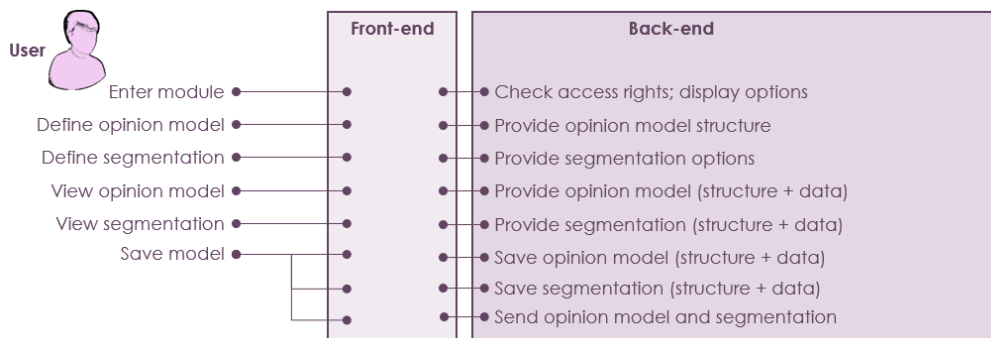 Front-end Back-end
User
Enter module Check access rights; display options
Define opinion model Provide opinion model structure
Define segmentation Provide segmentation options
View opinion model Provide opinion model (structure + data)
View segmentation Provide segmentation (structure + data)
Save model Save opinion model (structure + data)
Save segmentation (structure + data)
Send opinion model and segmentation